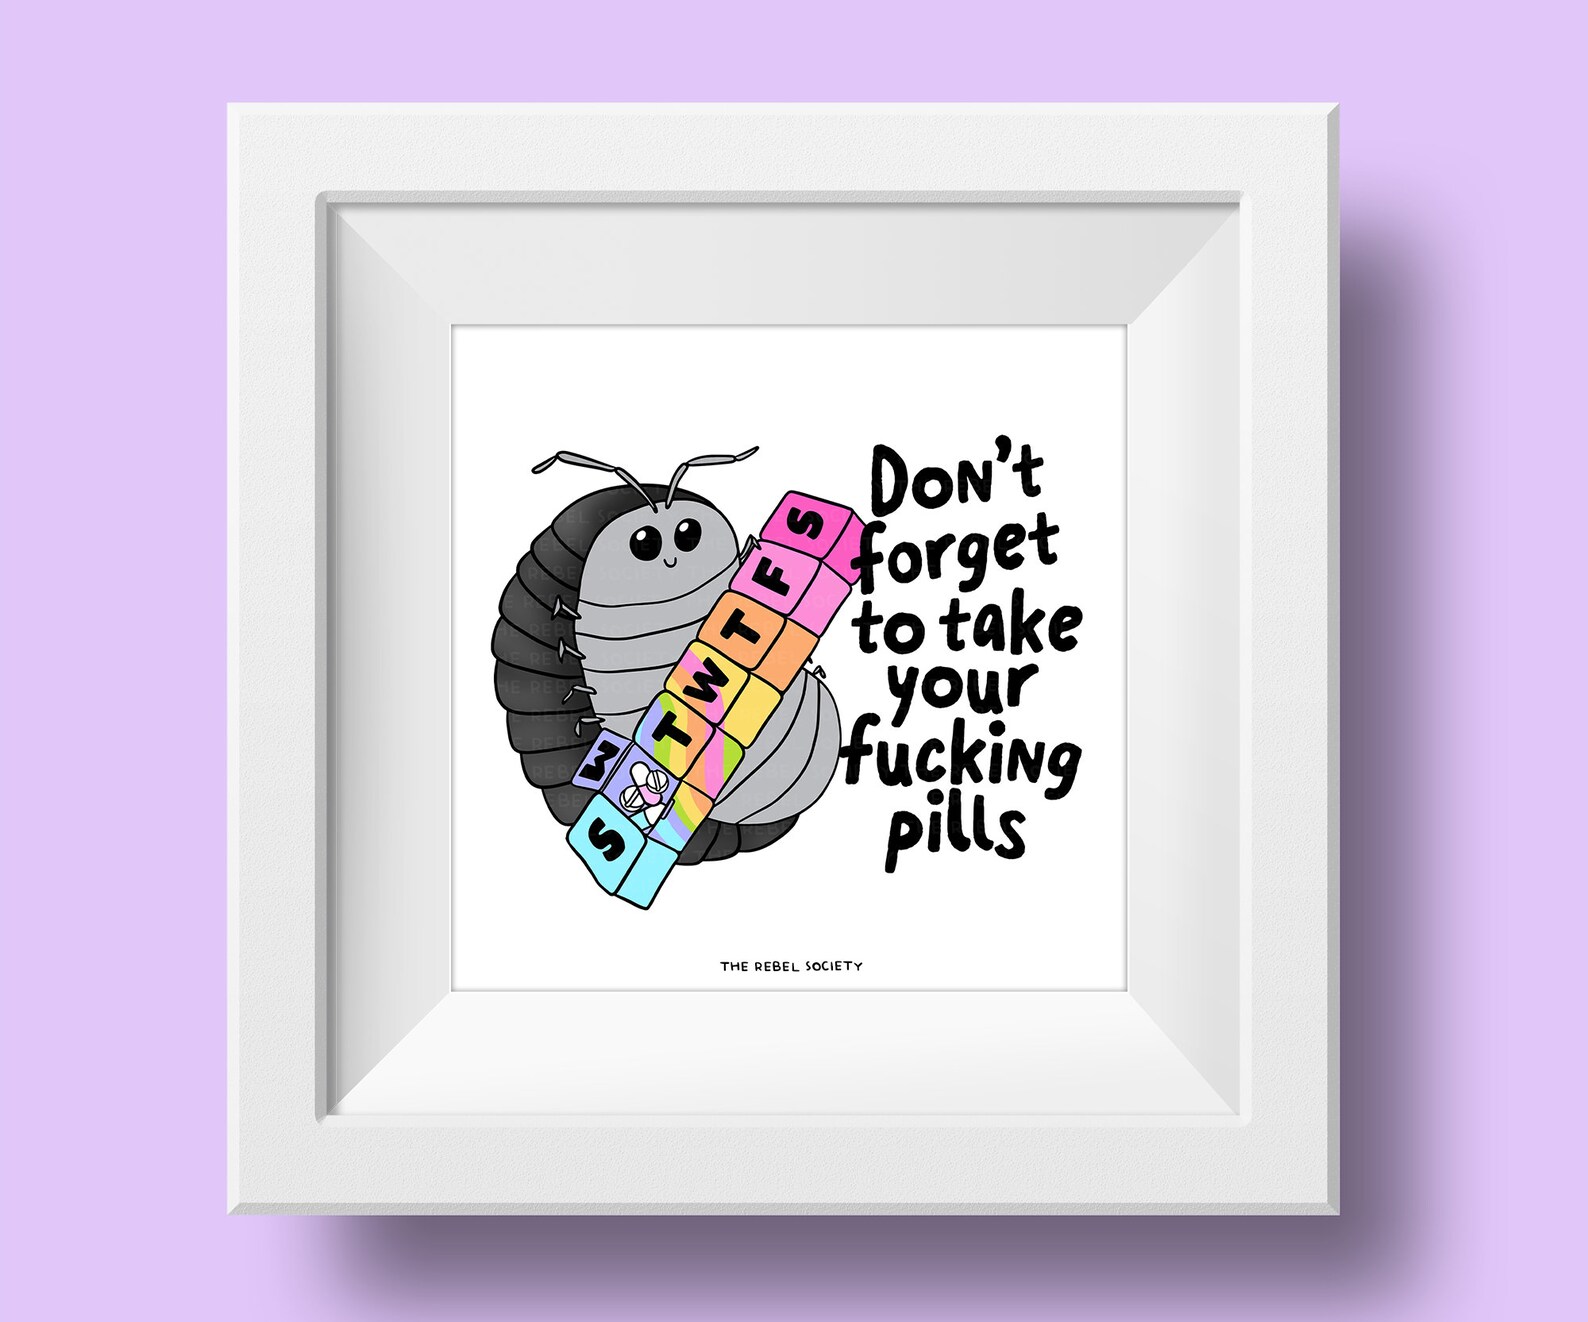 S
F
T
W
T
W
S
Don't
forget
to take
your
fucking
pills
THE REBEL SOCIETY